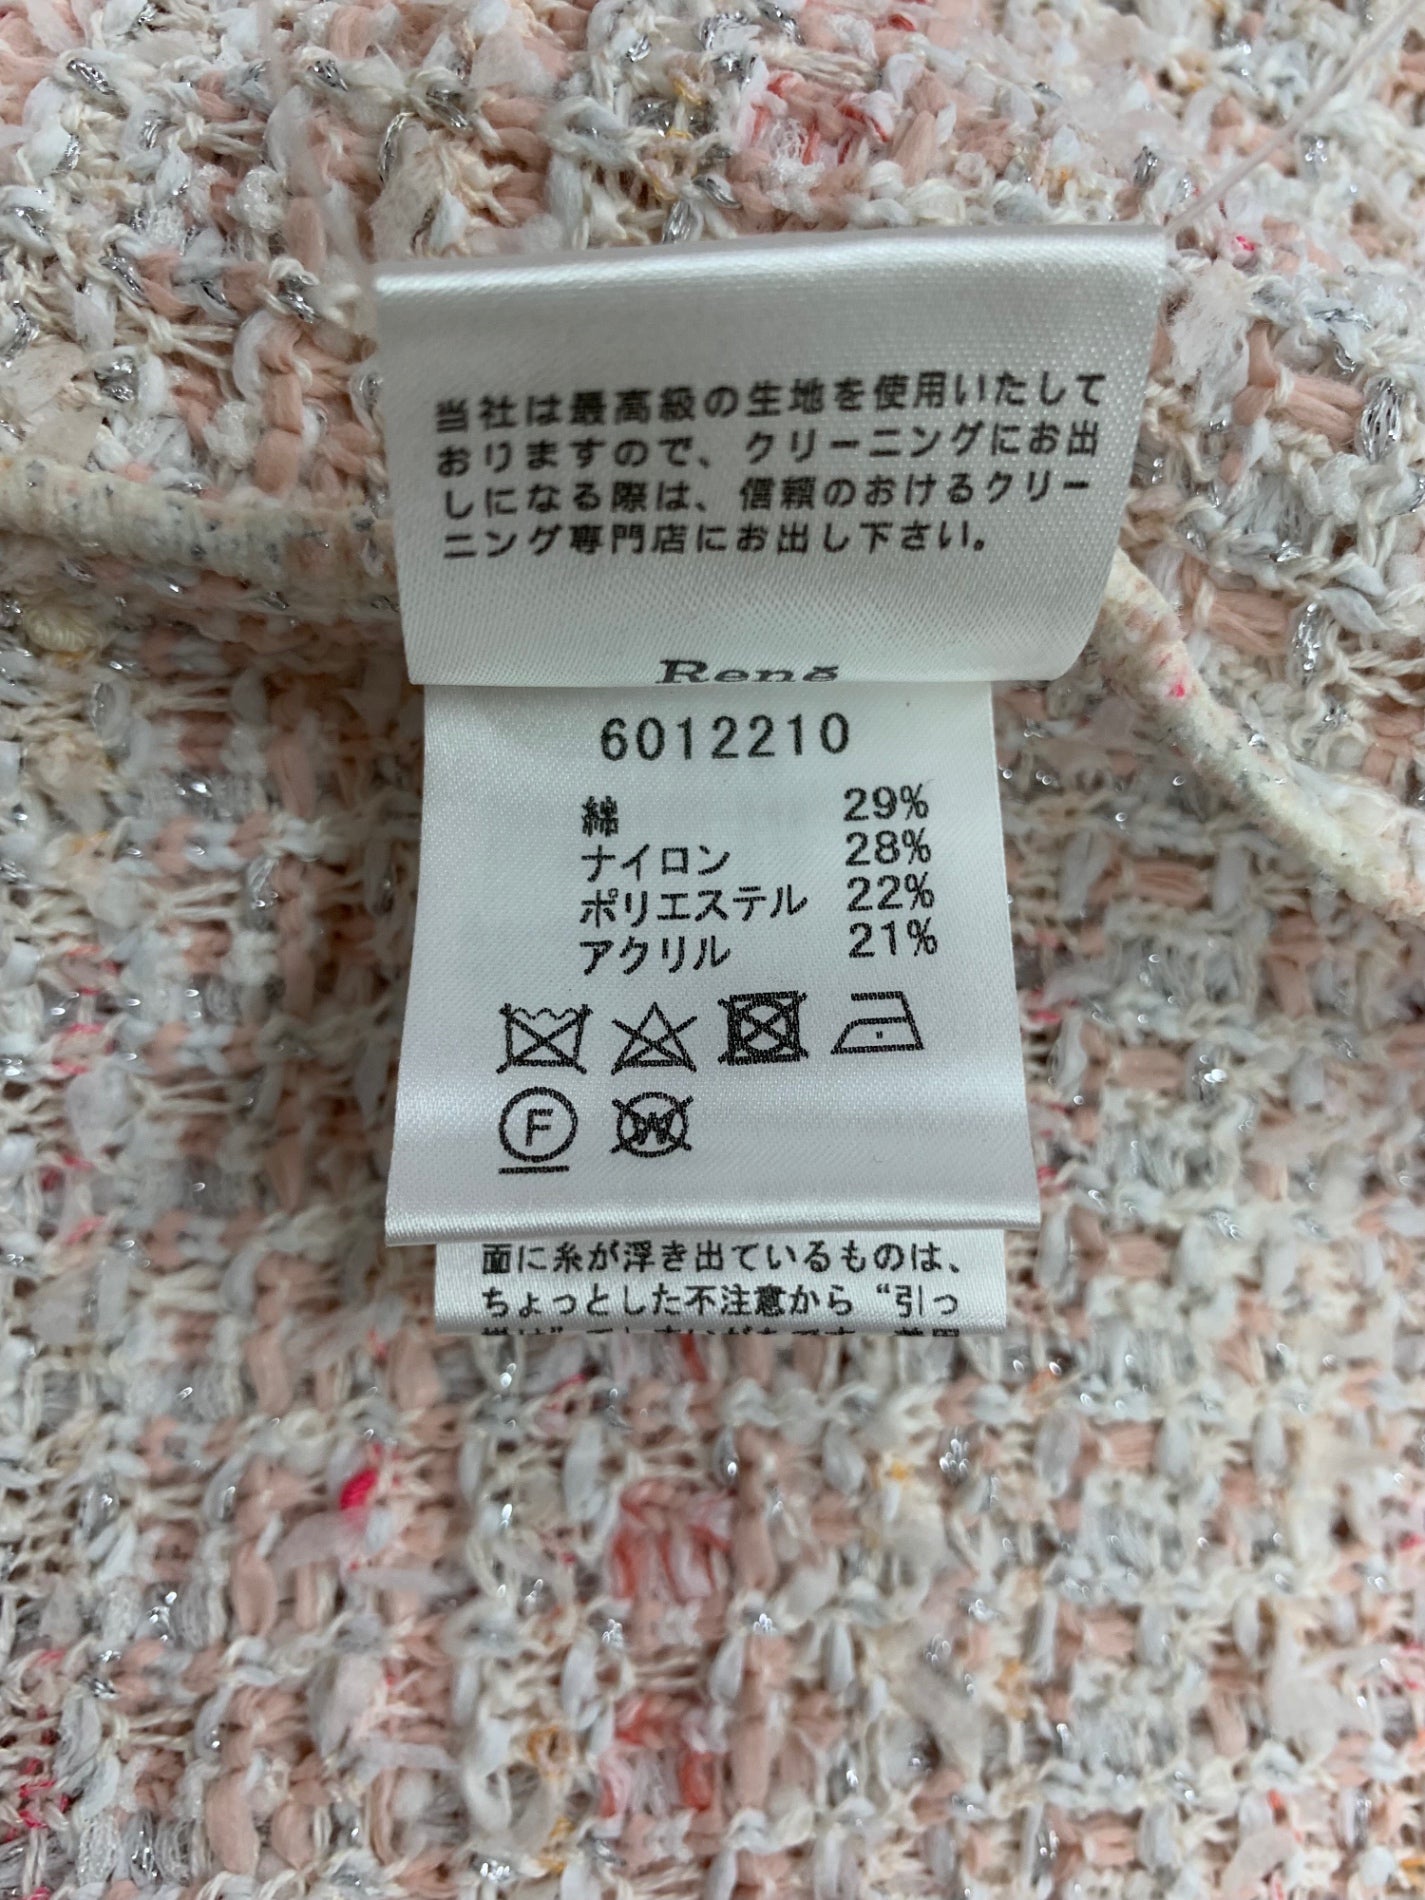 当社は最高級の生地を使用いたして
おりますので、クリーニングにお出
しになる際は、信頼のおけるクリー
ニング専門店にお出し下さい。
René
6012210
綿 29%
ナイロン 28%
ポリエステル 22%
アクリル 21%
F
W
面に糸が浮き出ているものは、
ちょっとした不注意から“引っ